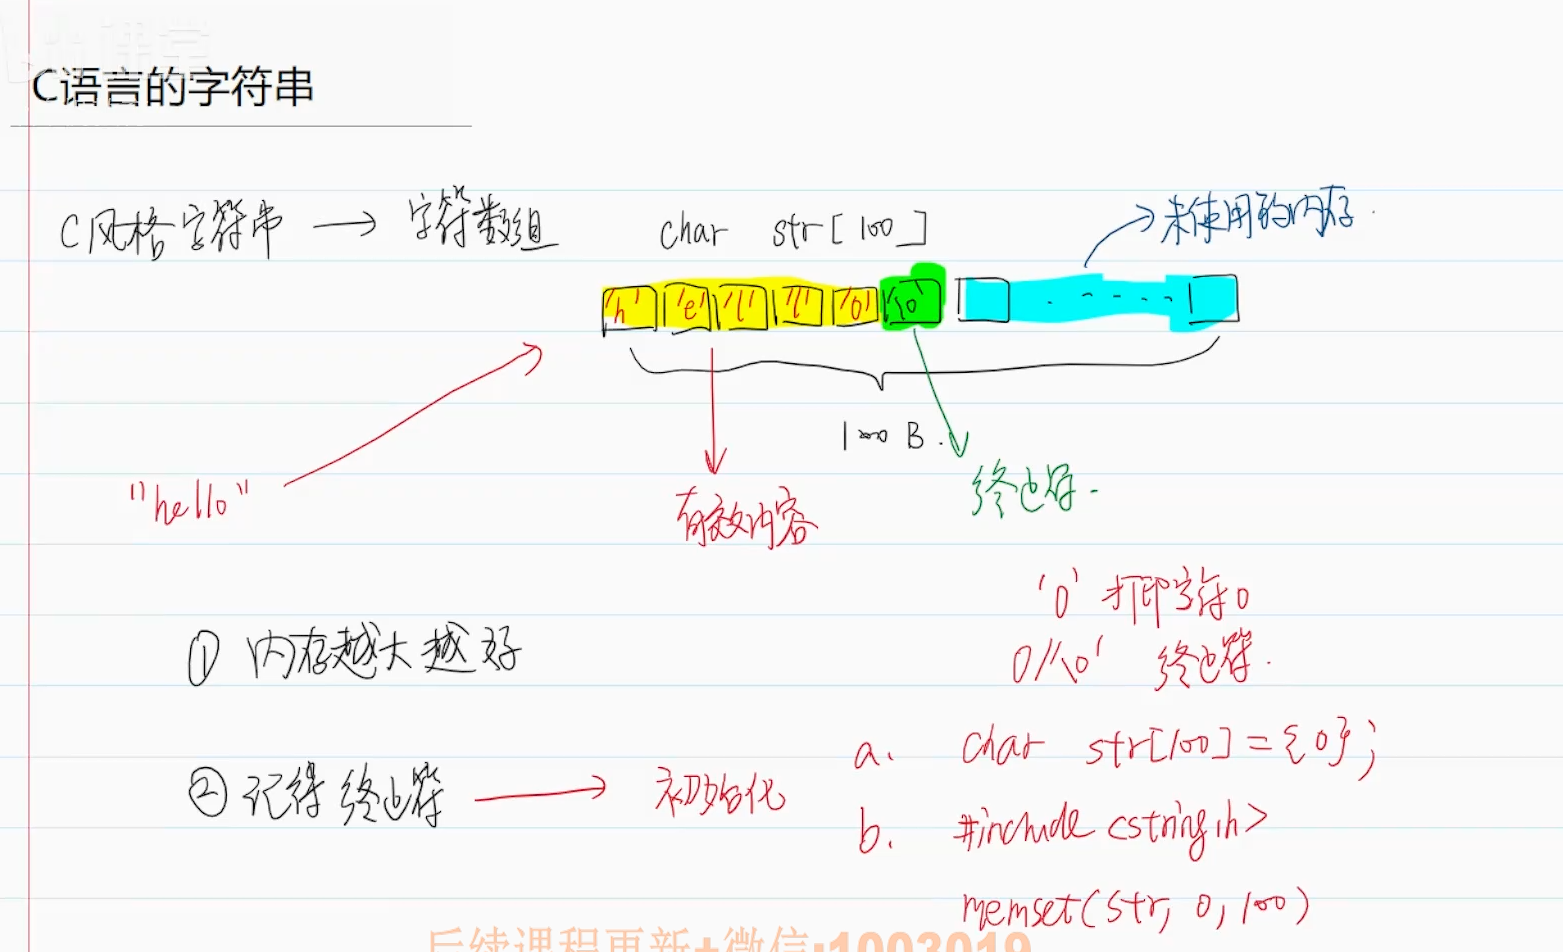 课堂
C语言的字符串
C风格字符串 → 字符数组 char str[100] → 未使用的内存.
'h' 'e' 'l' 'l' 'o' '\0' . - - - - -
100 B.
"hello" 有效内容 终止符.
'0' 打印字符0
① 内存越大越好 0//\0' 终止符.
② 记得终止符 → 初始化 a. char str[100] = {0};
b. #include <string.h>
memset(str, 0, 100)
后续课程更新+微信:1003019